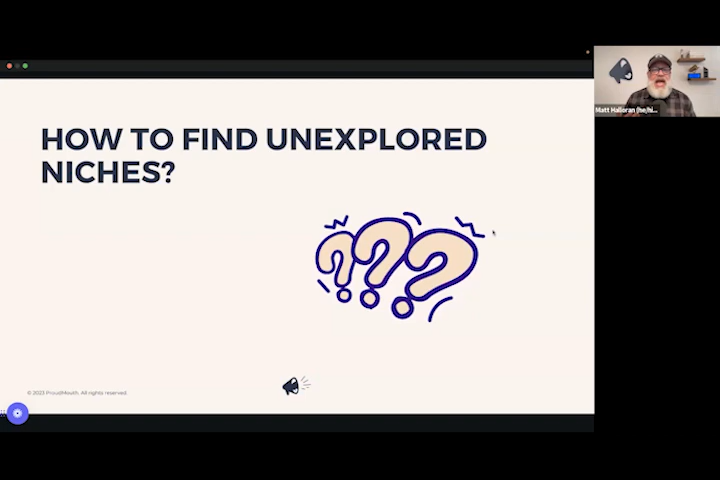 HOW TO FIND UNEXPLORED
NICHES?
Matt Halloran (he/hi...
© 2023 ProudMouth. All rights reserved.